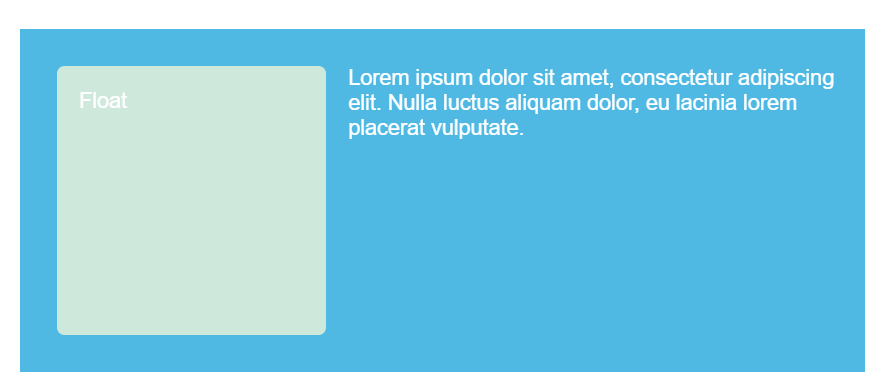 Float
Lorem ipsum dolor sit amet, consectetur adipiscing
elit. Nulla luctus aliquam dolor, eu lacinia lorem
placerat vulputate.